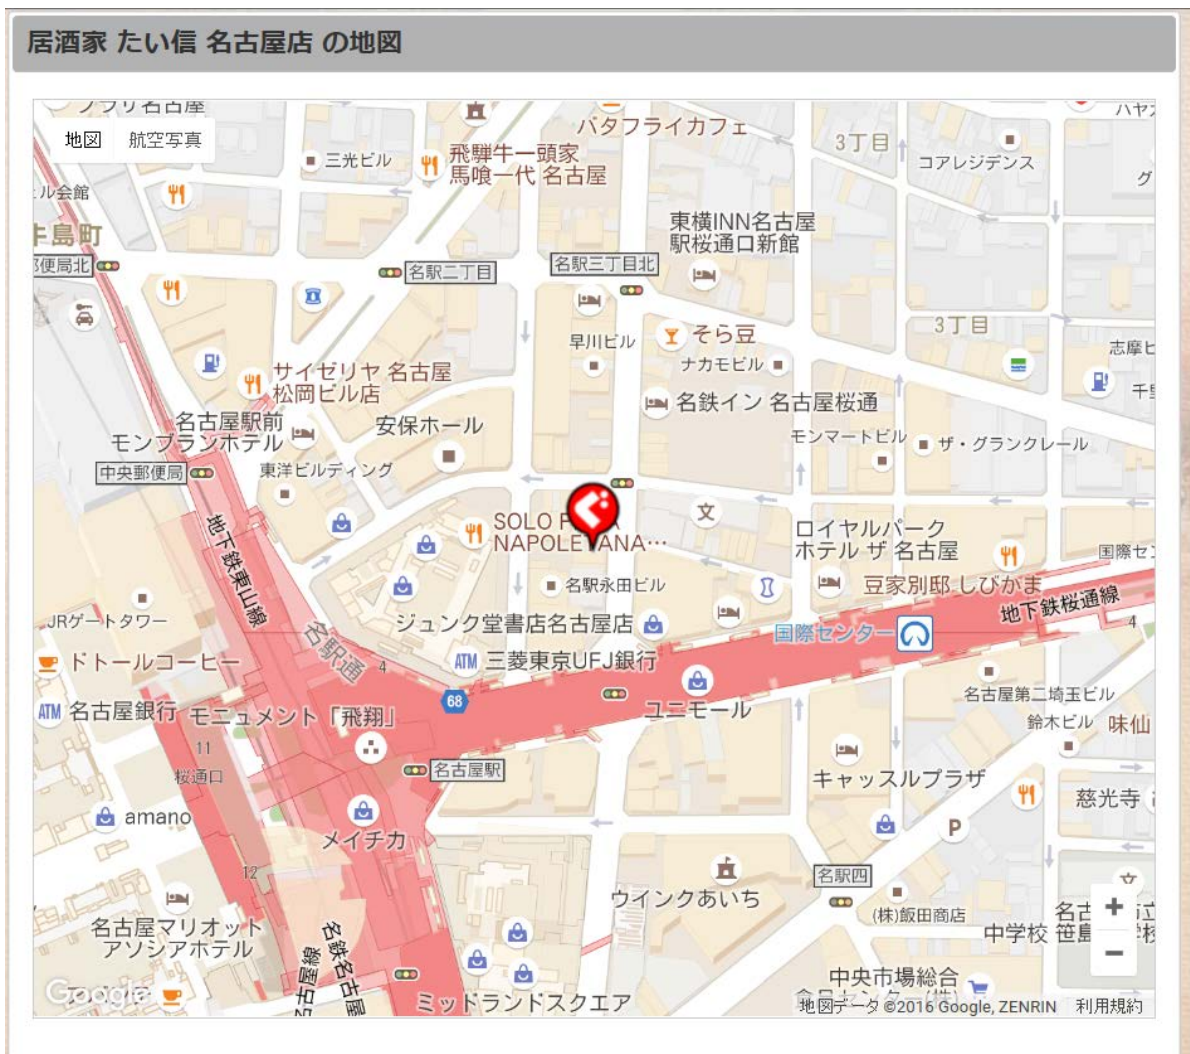 居酒家 たい信 名古屋店 の地図
地図
航空写真
バタフライカフェ
3丁目
コアレジデンス
三光ビル
飛騨牛一頭家
馬喰一代 名古屋
東横INN名古屋
駅桜通口新館
名駅二丁目
名駅三丁目北
早川ビル
そら豆
ナカモビル
3丁目
サイゼリヤ 名古屋
松岡ビル店
名古屋駅前
モンブランホテル
安保ホール
名鉄イン 名古屋桜通
モンマートビル
ザ・グランクレール
中央郵便局
東洋ビルディング
文
地下鉄東山線
ロイヤルパーク
ホテル ザ 名古屋
名駅永田ビル
豆家別邸 しびかま
地下鉄桜通線
JRゲートタワー
ジュンク堂書店名古屋店
国際センター
4
名駅通
4
ドトールコーヒー
ATM
三菱東京UFJ銀行
68
ATM
名古屋銀行
モニュメント「飛翔」
ユニモール
名古屋第二埼玉ビル
鈴木ビル
味仙
11
桜通口
名古屋駅
キャッスルプラザ
amano
メイチカ
P
慈光寺
12
ウインクあいち
名駅四
(株)飯田商店
文
名古屋マリオット
アソシアホテル
中学校
+
−
中央市場総合
Google
ミッドランドスクエア
地図データ ©2016 Google, ZENRIN
利用規約